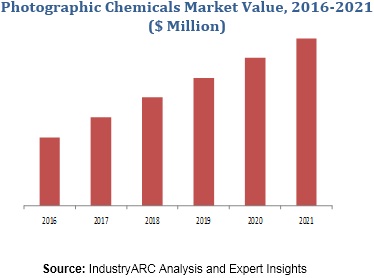 Photographic Chemicals Market Value, 2016-2021
($ Million)
2016 2017 2018 2019 2020 2021
Source: IndustryARC Analysis and Expert Insights